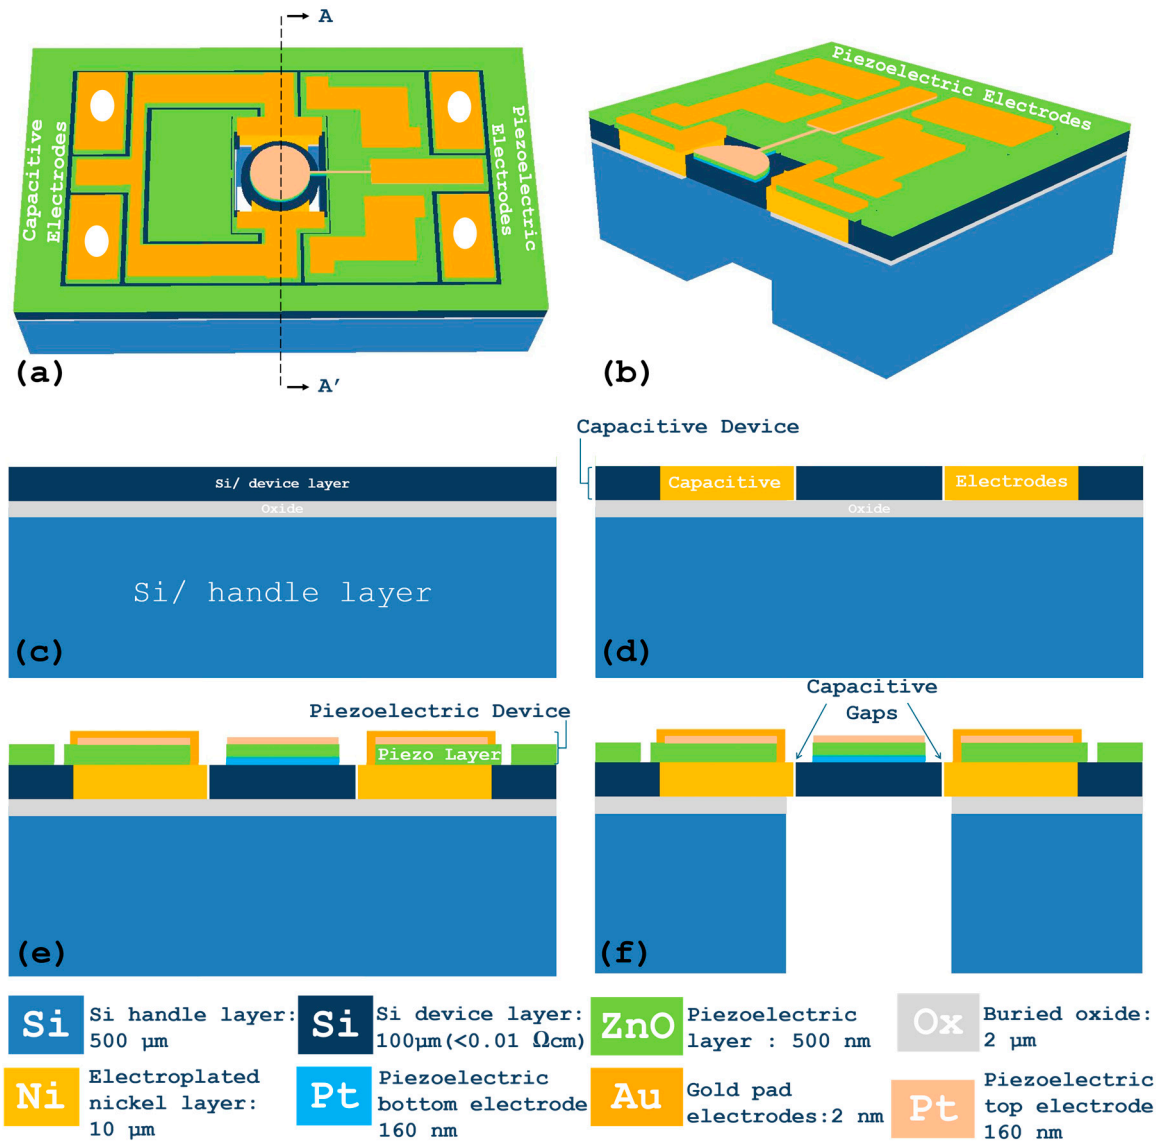 A
Capacitive
Electrodes
Piezoelectric
Electrodes
(a)
A'
Piezoelectric Electrodes
(b)
Si/ device layer
Oxide
Si/ handle layer
(c)
Capacitive Device
Capacitive
Electrodes
Oxide
(d)
Piezoelectric Device
Piezo Layer
(e)
Capacitive
Gaps
(f)
Si
Si handle layer:
500 µm
Si
Si device layer:
100µm(<0.01 Ωcm)
ZnO
Piezoelectric
layer : 500 nm
Ox
Buried oxide:
2 µm
Ni
Electroplated
nickel layer:
10 µm
Pt
Piezoelectric
bottom electrode
160 nm
Au
Gold pad
electrodes:2 nm
Pt
Piezoelectric
top electrode
160 nm